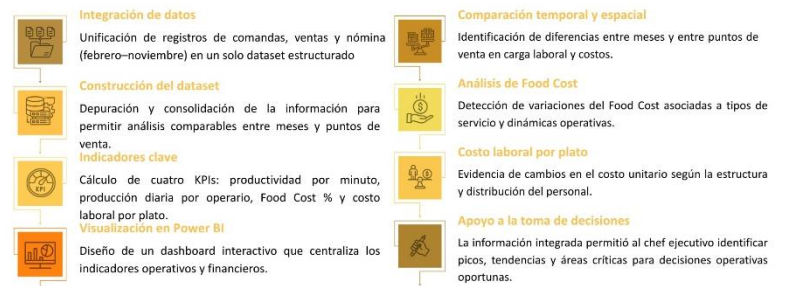 Integración de datos
Unificación de registros de comandas, ventas y nómina
(febrero–noviembre) en un solo dataset estructurado
Construcción del dataset
Depuración y consolidación de la información para
permitir análisis comparables entre meses y puntos de
venta.
Indicadores clave
KPI
Cálculo de cuatro KPIs: productividad por minuto,
producción diaria por operario, Food Cost % y costo
laboral por plato.
Visualización en Power BI
Diseño de un dashboard interactivo que centraliza los
indicadores operativos y financieros.
Comparación temporal y espacial
Identificación de diferencias entre meses y entre puntos de
venta en carga laboral y costos.
Análisis de Food Cost
Detección de variaciones del Food Cost asociadas a tipos de
servicio y dinámicas operativas.
Costo laboral por plato
Evidencia de cambios en el costo unitario según la estructura
y distribución del personal.
Apoyo a la toma de decisiones
La información integrada permitió al chef ejecutivo identificar
picos, tendencias y áreas críticas para decisiones operativas
oportunas.